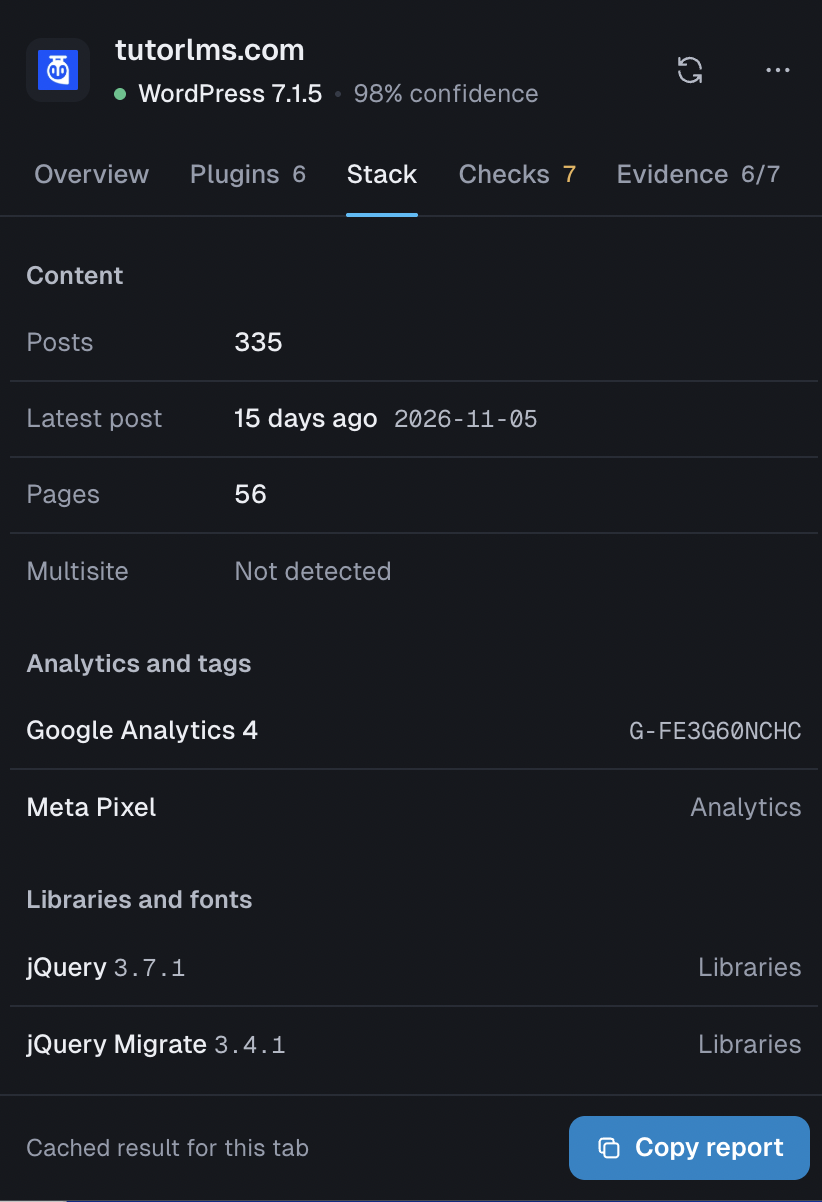 tutorlms.com
WordPress 7.1.5 • 98% confidence
Overview Plugins 6 Stack Checks 7 Evidence 6/7
Content
Posts 335
Latest post 15 days ago 2026-11-05
Pages 56
Multisite Not detected
Analytics and tags
Google Analytics 4 G-FE3G60NCHC
Meta Pixel Analytics
Libraries and fonts
jQuery 3.7.1 Libraries
jQuery Migrate 3.4.1 Libraries
Cached result for this tab Copy report